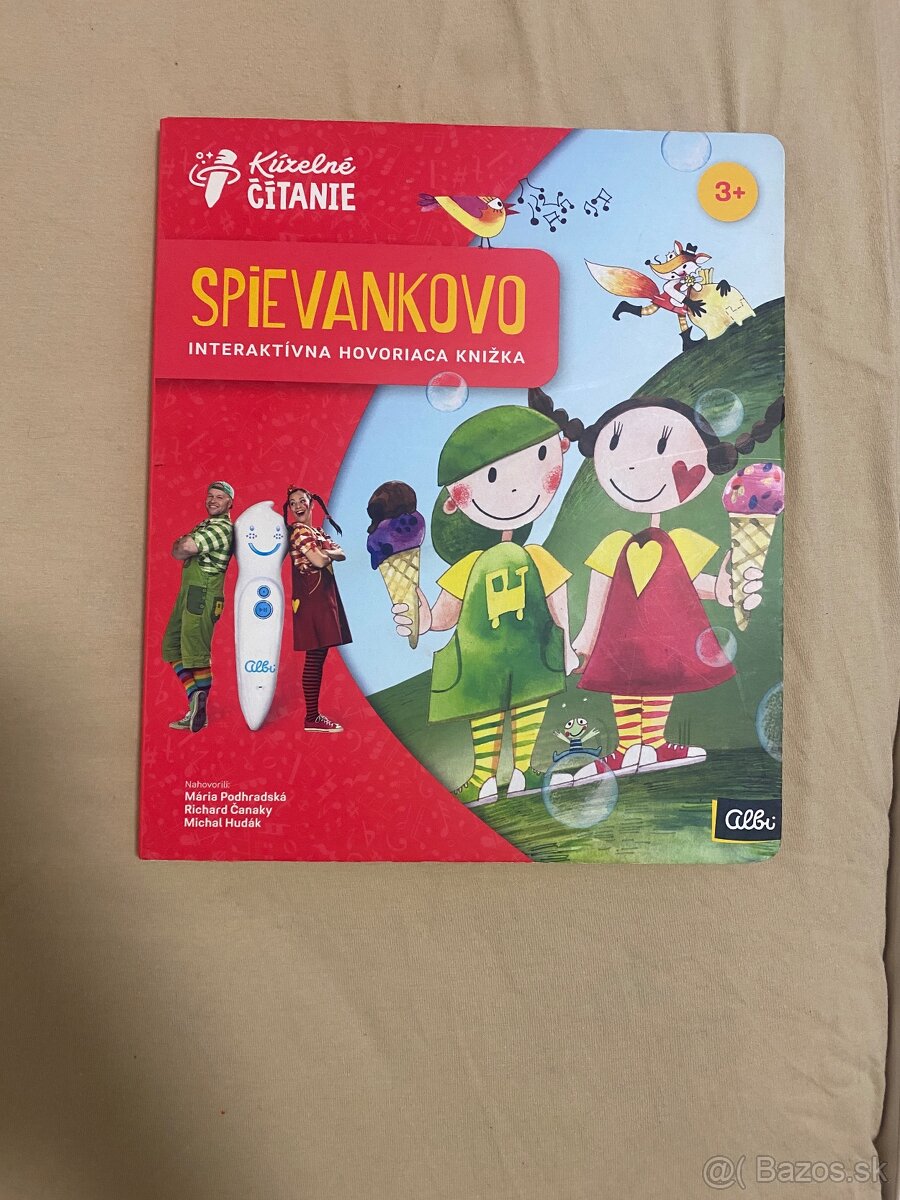 Kúzelné
ČÍTANIE
3+
SPiEVANKOVO
INTERAKTÍVNA HOVORIACA KNIŽKA
albi
Nahovorili:
Mária Podhradská
Richard Čanaky
Michal Hudák
albi
@( Bazos.sk